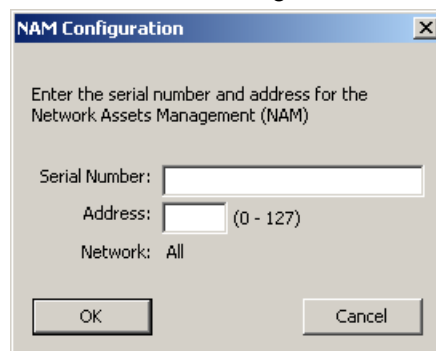 NAM Configuration
Enter the serial number and address for the
Network Assets Management (NAM)
Serial Number:
Address: (0 - 127)
Network: All
OK Cancel